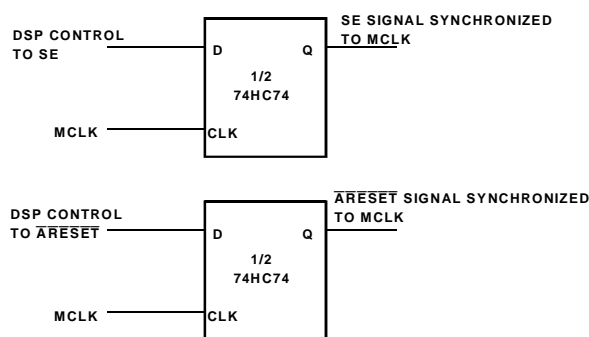 SE SIGNAL SYNCHRONIZED
TO MCLK
DSP CONTROL
TO SE
D
Q
1/2
74HC74
MCLK
CLK
ARESET SIGNAL SYNCHRONIZED
TO MCLK
DSP CONTROL
TO ARESET
D
Q
1/2
74HC74
MCLK
CLK